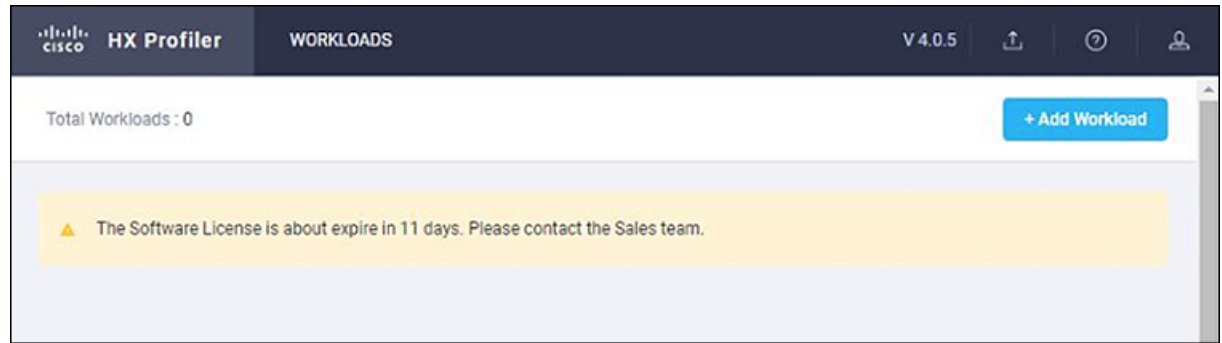 cisco HX Profiler WORKLOADS V 4.0.5
Total Workloads : 0 + Add Workload
The Software License is about expire in 11 days. Please contact the Sales team.